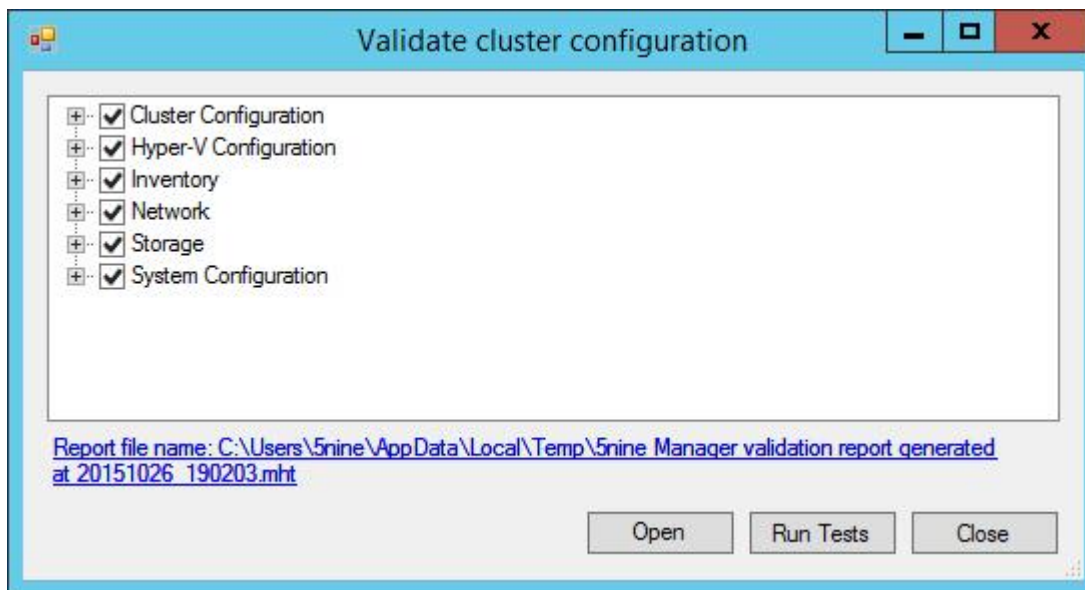 Validate cluster configuration
Cluster Configuration
Hyper-V Configuration
Inventory
Network
Storage
System Configuration
Report file name: C:\Users\5nine\AppData\Local\Temp\5nine Manager validation report generated
at 20151026_190203.mht
Open
Run Tests
Close